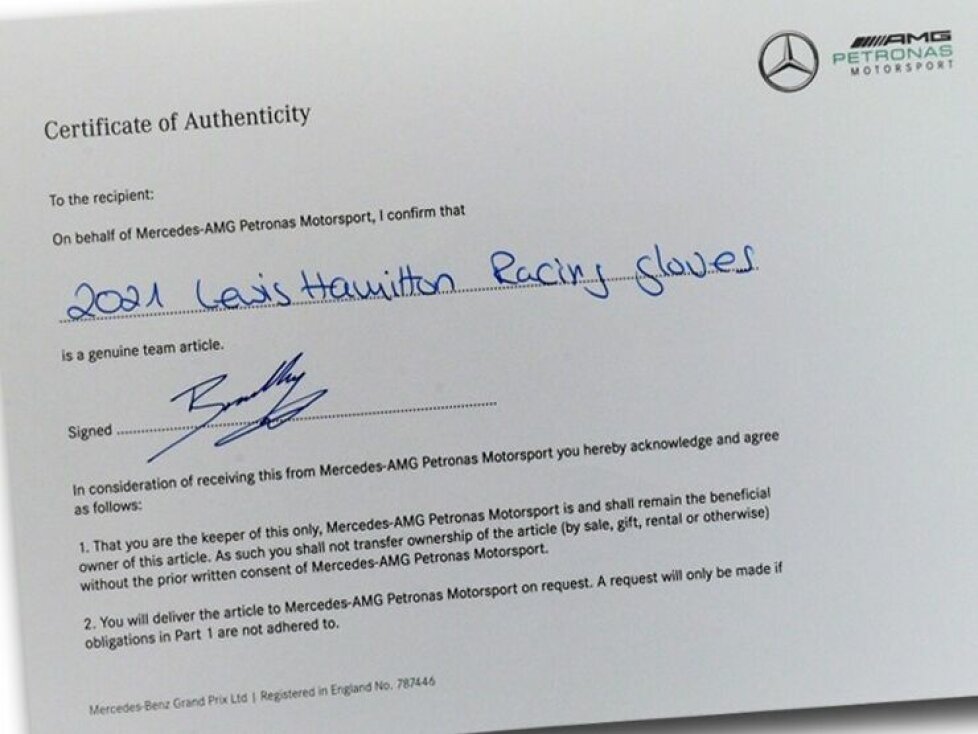 AMG
PETRONAS
MOTORSPORT
Certificate of Authenticity
To the recipient:
On behalf of Mercedes-AMG Petronas Motorsport, I confirm that
2021 Lewis Hamilton Racing gloves
is a genuine team article.
Signed
In consideration of receiving this from Mercedes-AMG Petronas Motorsport you hereby acknowledge and agree
as follows:
1. That you are the keeper of this only, Mercedes-AMG Petronas Motorsport is and shall remain the beneficial
owner of this article. As such you shall not transfer ownership of the article (by sale, gift, rental or otherwise)
without the prior written consent of Mercedes-AMG Petronas Motorsport.
2. You will deliver the article to Mercedes-AMG Petronas Motorsport on request. A request will only be made if
obligations in Part 1 are not adhered to.
Mercedes-Benz Grand Prix Ltd | Registered in England No. 787446